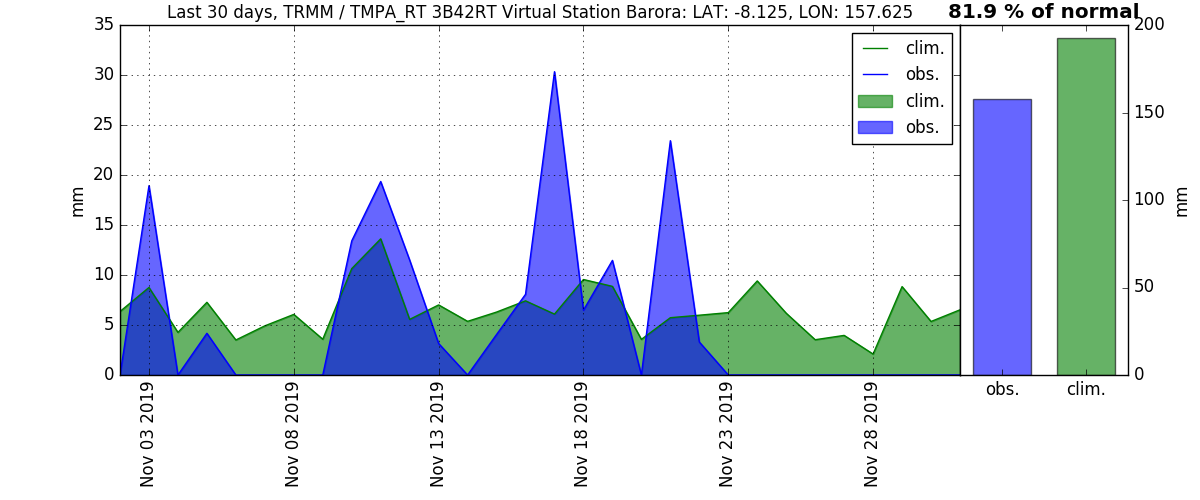 Last 30 days, TRMM / TMPA_RT 3B42RT Virtual Station Barora: LAT: -8.125, LON: 157.625
81.9 % of normal
35
30
25
20
15
10
5
0
mm
clim.
obs.
clim.
obs.
Nov 03 2019
Nov 08 2019
Nov 13 2019
Nov 18 2019
Nov 23 2019
Nov 28 2019
200
150
100
50
0
mm
obs.
clim.